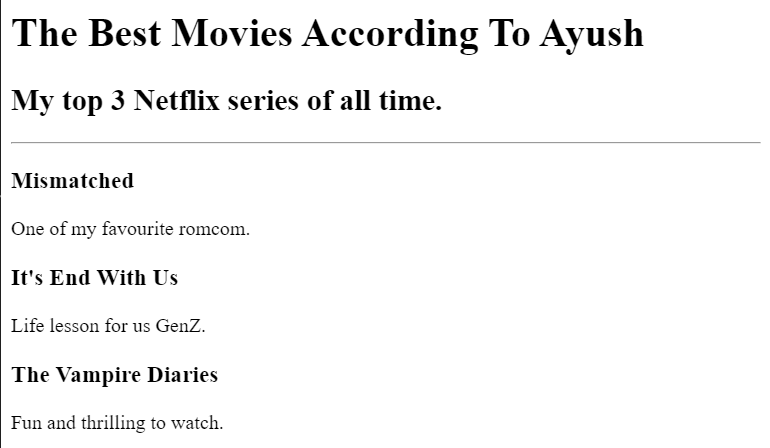 The Best Movies According To Ayush
My top 3 Netflix series of all time.
Mismatched
One of my favourite romcom.
It's End With Us
Life lesson for us GenZ.
The Vampire Diaries
Fun and thrilling to watch.